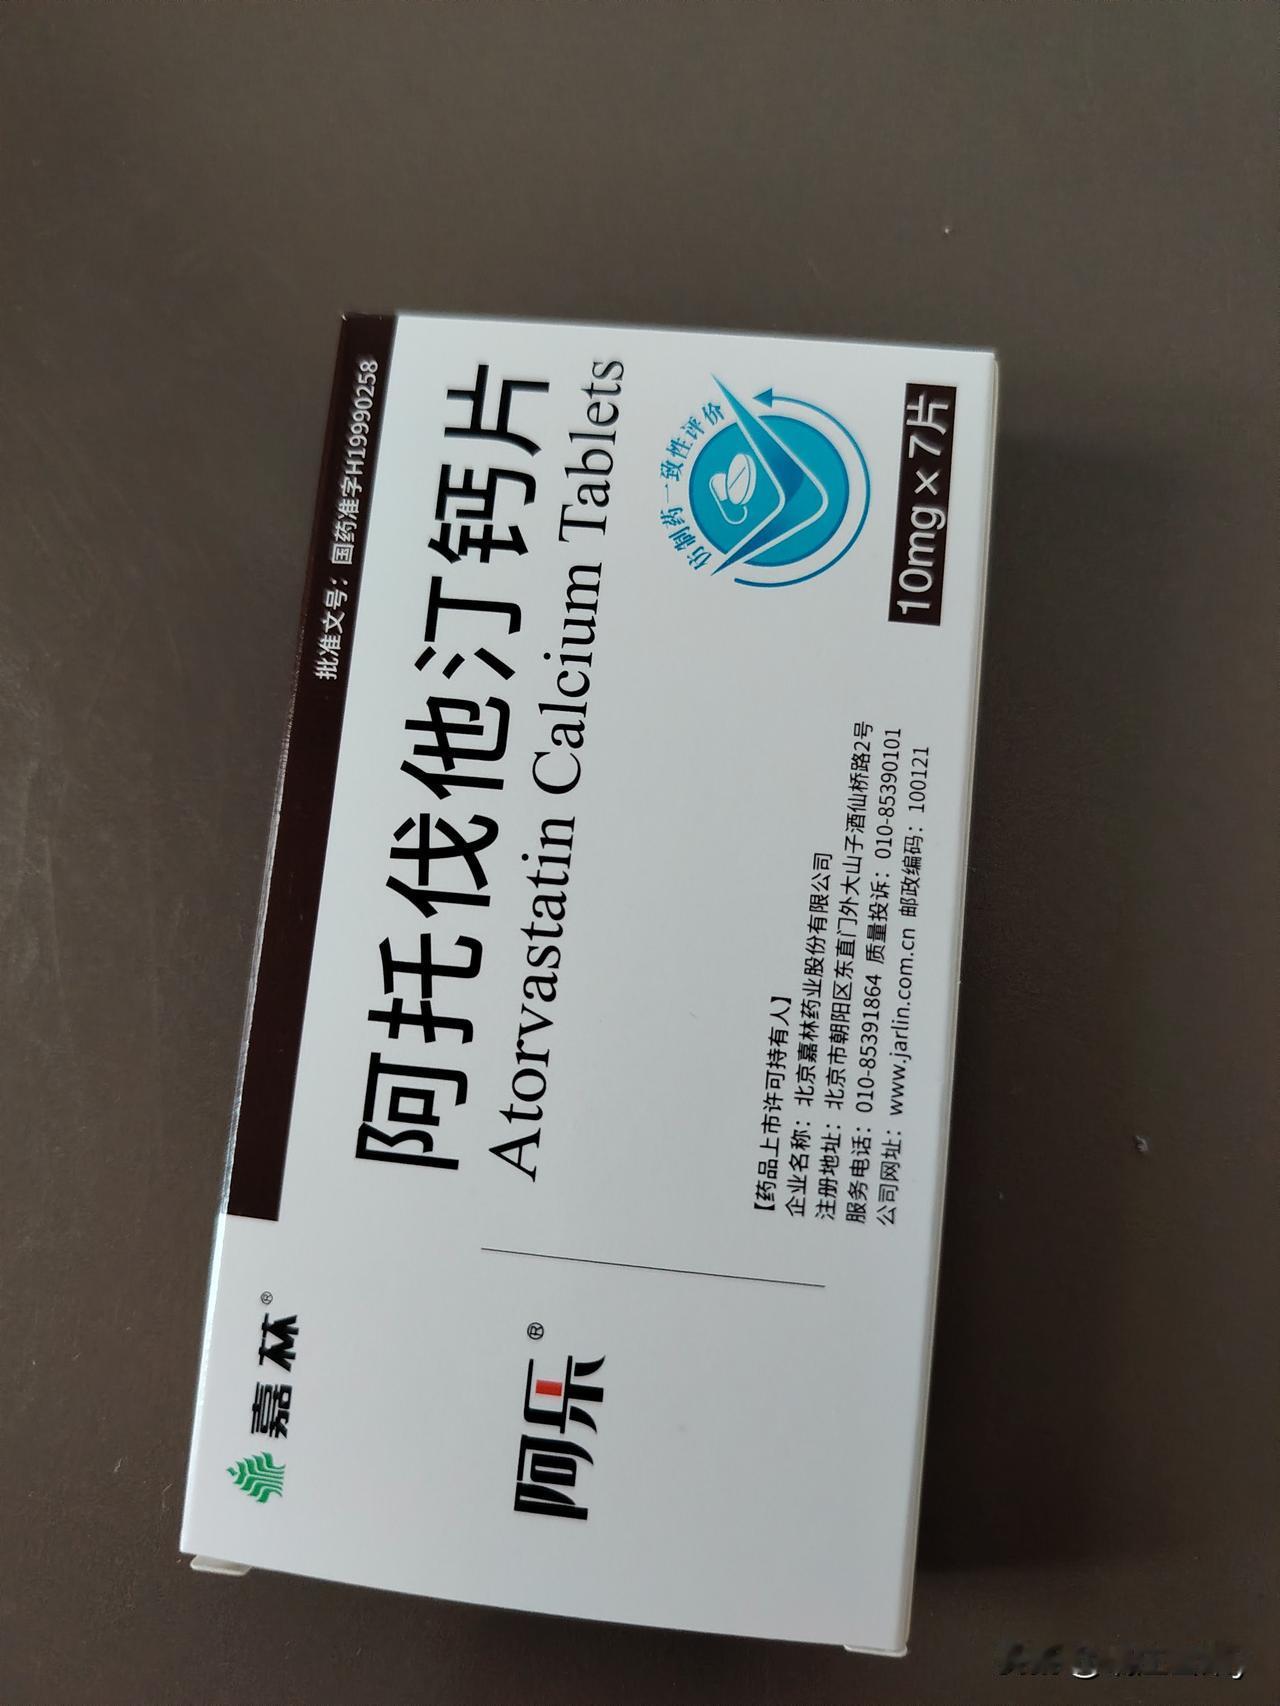 批准文号：国药准字H19990258
嘉林®
阿托伐他汀钙片
Atorvastatin Calcium Tablets
阿乐®
仿制药一致性评价
10mg×7片
【药品上市许可持有人】
企业名称：北京嘉林药业股份有限公司
注册地址：北京市朝阳区东直门外大山子酒仙桥路2号
服务电话：010-85391864 质量投诉：010-85390101
公司网址：www.jarlin.com.cn 邮政编码：100121